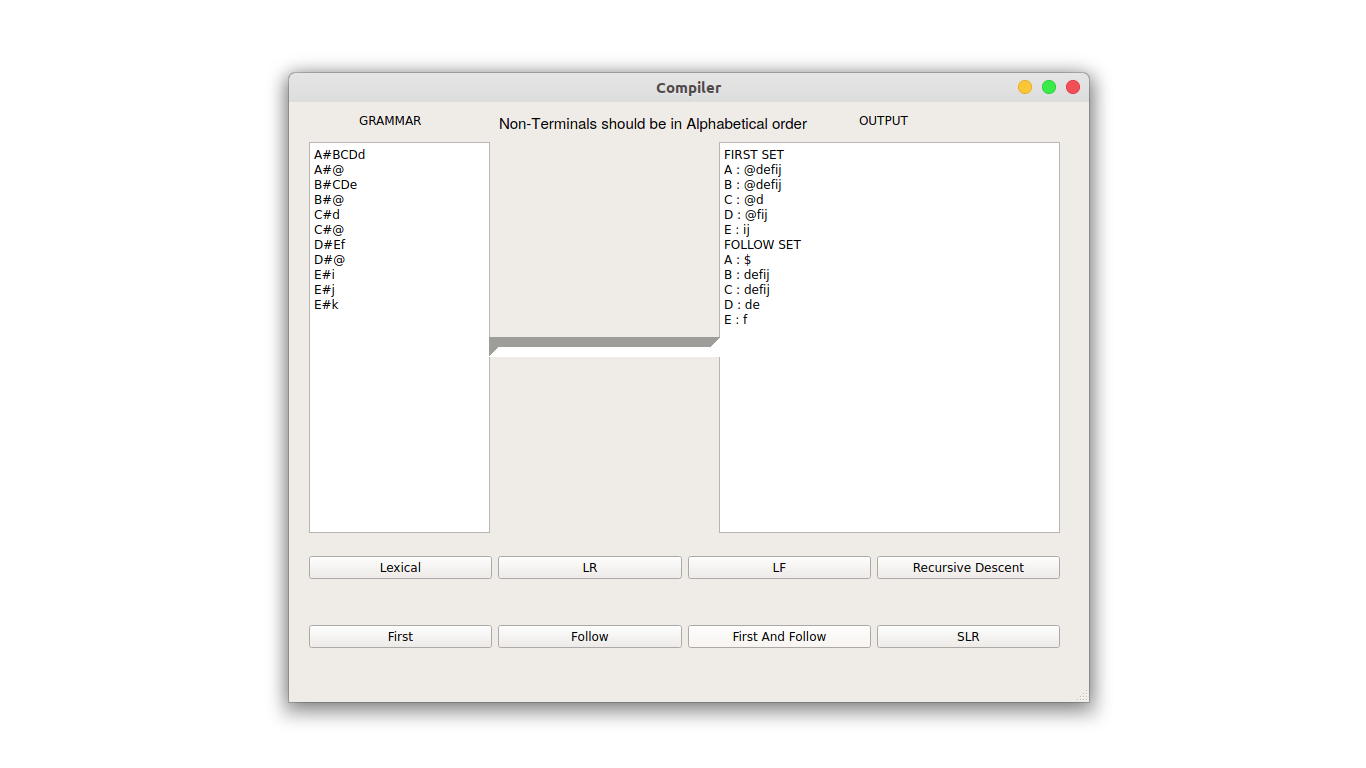 Compiler
GRAMMAR
Non-Terminals should be in Alphabetical order
OUTPUT
A#BCDd
A#@
B#CDe
B#@
C#d
C#@
D#Ef
D#@
E#i
E#j
E#k
FIRST SET
A : @defij
B : @defij
C : @d
D : @fij
E : ij
FOLLOW SET
A : $
B : defij
C : defij
D : de
E : f
Lexical
LR
LF
Recursive Descent
First
Follow
First And Follow
SLR